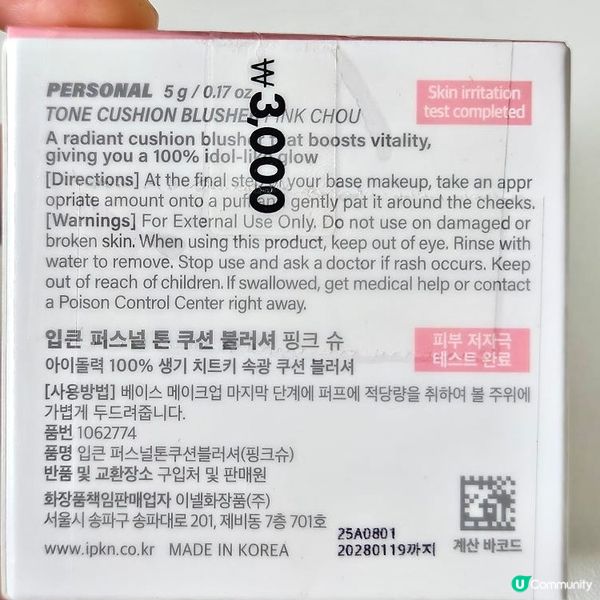 PERSONAL 5 g / 0.17 oz
TONE CUSHION BLUSHER PINK CHOU
Skin irritation
test completed
₩ 3,000
A radiant cushion blusher that boosts vitality,
giving you a 100% idol-like glow
[Directions] At the final step of your base makeup, take an appr
opriate amount onto a puff and gently pat it around the cheeks.
[Warnings] For External Use Only. Do not use on damaged or
broken skin. When using this product, keep out of eye. Rinse with
water to remove. Stop use and ask a doctor if rash occurs. Keep
out of reach of children. If swallowed, get medical help or contact
a Poison Control Center right away.
입큰 퍼스널 톤 쿠션 블러셔 핑크 슈
아이돌력 100% 생기 치트키 속광 쿠션 블러셔
피부 저자극
테스트 완료
[사용방법] 베이스 메이크업 마지막 단계에 퍼프에 적당량을 취하여 볼 주위에
가볍게 두드려줍니다.
품번 1062774
품명 입큰 퍼스널톤쿠션블러셔(핑크슈)
반품 및 교환장소 구입처 및 판매원
화장품책임판매업자 이넬화장품(주)
서울시 송파구 송파대로 201, 제비동 7층 701호
www.ipkn.co.kr MADE IN KOREA
25A0801
20280119까지
계산 바코드
U Community